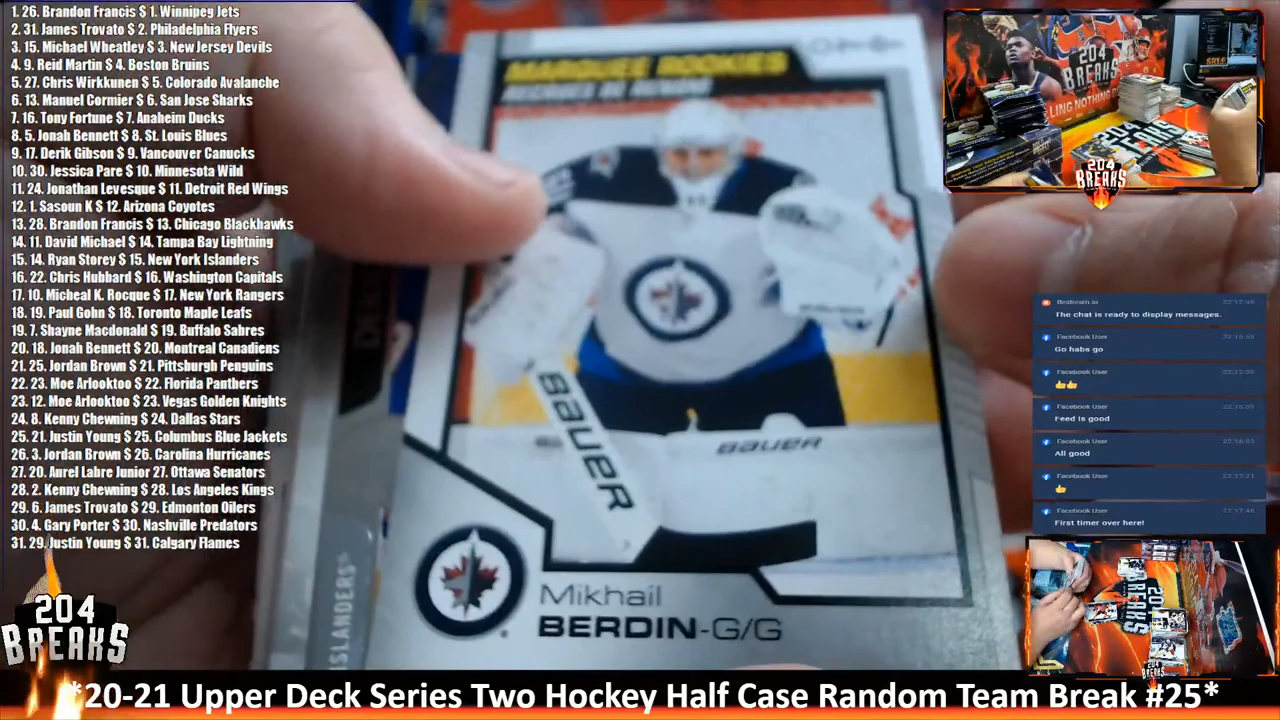 1. 26. Brandon Francis $ 1. Winnipeg Jets
2. 31. James Trovato $ 2. Philadelphia Flyers
3. 15. Michael Wheatley $ 3. New Jersey Devils
4. 9. Reid Martin $ 4. Boston Bruins
5. 27. Chris Wirkkunen $ 5. Colorado Avalanche
6. 13. Manuel Cormier $ 6. San Jose Sharks
7. 16. Tony Fortune $ 7. Anaheim Ducks
8. 5. Jonah Bennett $ 8. St. Louis Blues
9. 17. Derik Gibson $ 9. Vancouver Canucks
10. 30. Jessica Pare $ 10. Minnesota Wild
11. 24. Jonathan Levesque $ 11. Detroit Red Wings
12. 1. Sasoun K $ 12. Arizona Coyotes
13. 28. Brandon Francis $ 13. Chicago Blackhawks
14. 11. David Michael $ 14. Tampa Bay Lightning
15. 14. Ryan Storey $ 15. New York Islanders
16. 22. Chris Hubbard $ 16. Washington Capitals
17. 10. Micheal K. Rocque $ 17. New York Rangers
18. 19. Paul Gohn $ 18. Toronto Maple Leafs
19. 7. Shayne Macdonald $ 19. Buffalo Sabres
20. 18. Jonah Bennett $ 20. Montreal Canadiens
21. 25. Jordan Brown $ 21. Pittsburgh Penguins
22. 23. Moe Arlooktoo $ 22. Florida Panthers
23. 12. Moe Arlooktoo $ 23. Vegas Golden Knights
24. 8. Kenny Chewning $ 24. Dallas Stars
25. 21. Justin Young $ 25. Columbus Blue Jackets
26. 3. Jordan Brown $ 26. Carolina Hurricanes
27. 20. Aurel Labre Junior $ 27. Ottawa Senators
28. 2. Kenny Chewning $ 28. Los Angeles Kings
29. 6. James Trovato $ 29. Edmonton Oilers
30. 4. Gary Porter $ 30. Nashville Predators
31. 29. Justin Young $ 31. Calgary Flames
204
BREAKS
MARQUEE ROOKIES
BAUER
BAUER
Mikhail
BERDIN-G/G
ISLANDERS
204
BREAKS
LING NOTHING
204
BREAKS
Restream.io
The chat is ready to display messages.
Facebook User
Go habs go
Facebook User
👍👍
Facebook User
Feed is good
Facebook User
All good
Facebook User
👍
Facebook User
First timer over here!
204
BREAKS
*20-21 Upper Deck Series Two Hockey Half Case Random Team Break #25*